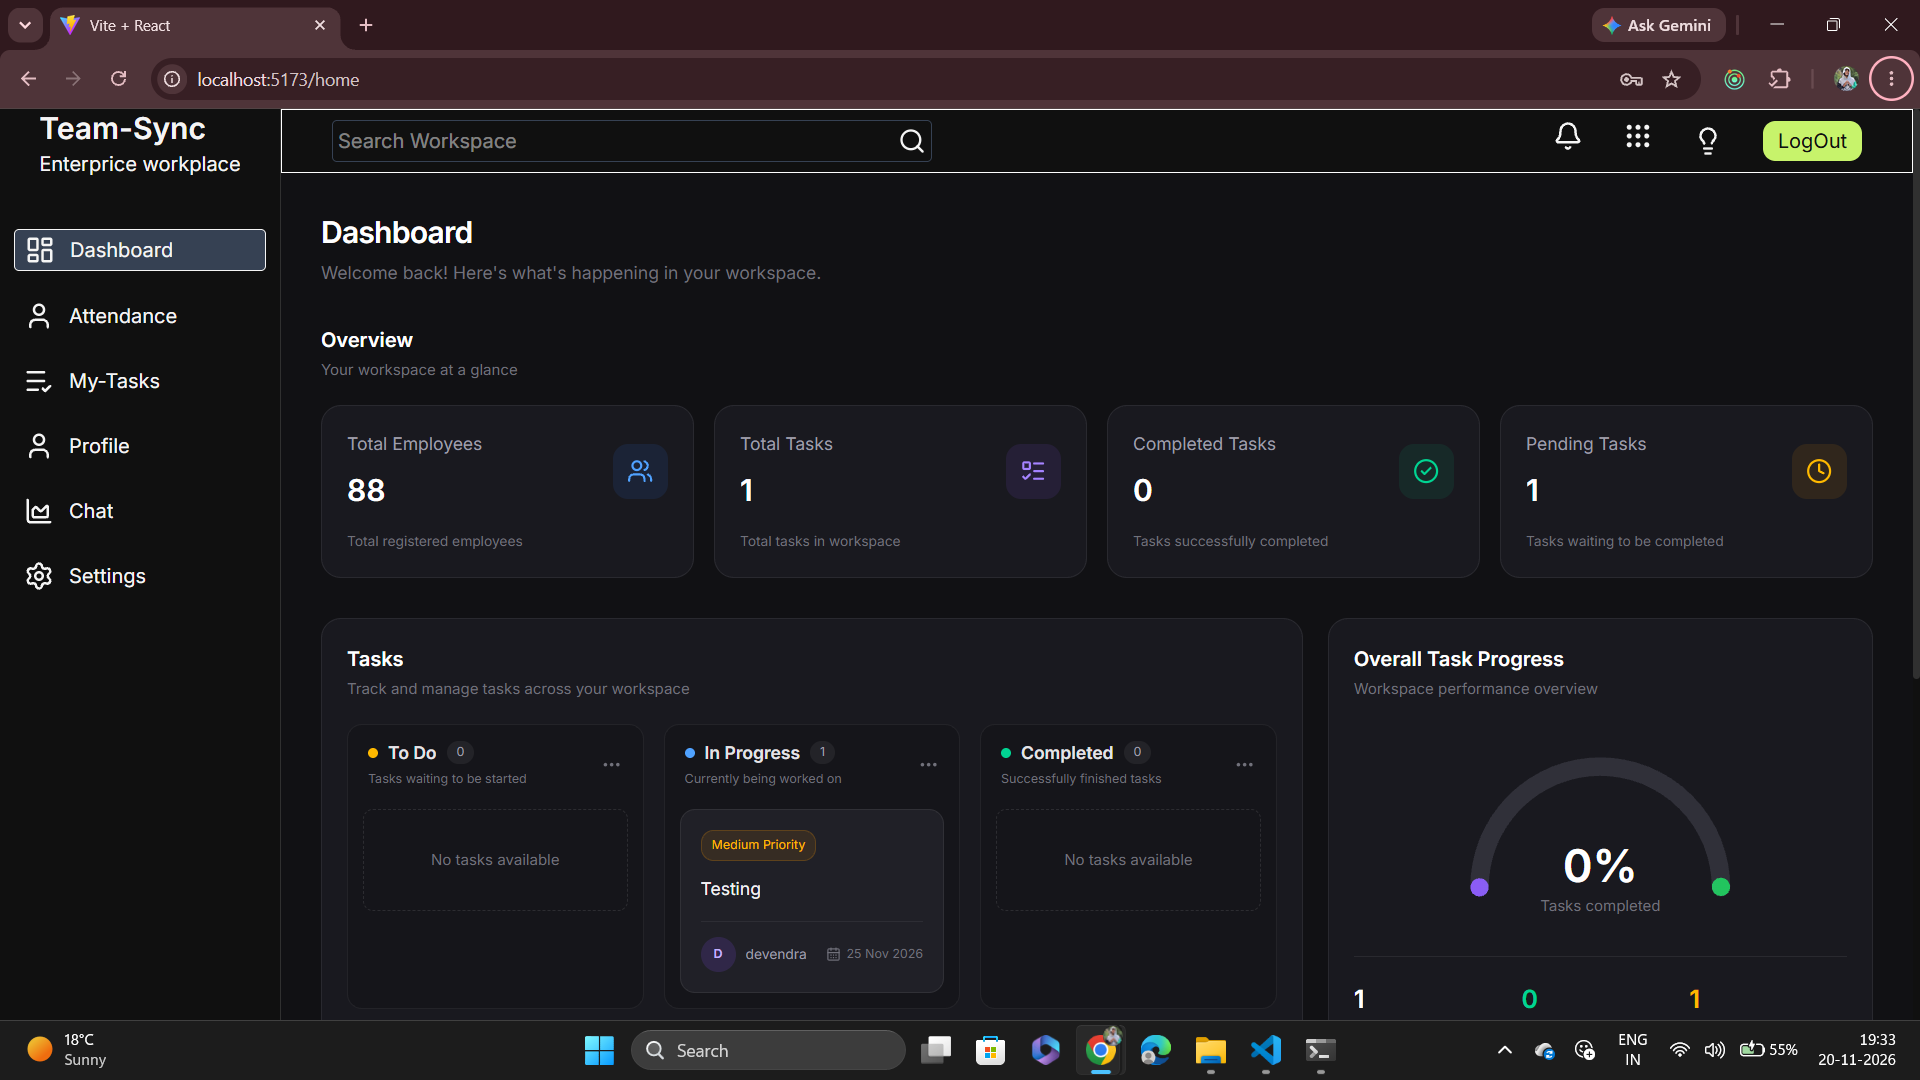 Vite + React
Ask Gemini
localhost:5173/home
Team-Sync
Enterprice workplace
Search Workspace
LogOut
Dashboard
Attendance
My-Tasks
Profile
Chat
Settings
Dashboard
Welcome back! Here's what's happening in your workspace.
Overview
Your workspace at a glance
Total Employees
88
Total registered employees
Total Tasks
1
Total tasks in workspace
Completed Tasks
0
Tasks successfully completed
Pending Tasks
1
Tasks waiting to be completed
Tasks
Track and manage tasks across your workspace
To Do 0
Tasks waiting to be started
No tasks available
In Progress 1
Currently being worked on
Medium Priority
Testing
D devendra 25 Nov 2026
Completed 0
Successfully finished tasks
No tasks available
Overall Task Progress
Workspace performance overview
0%
Tasks completed
1 0 1
18°C
Sunny
Search
ENG
IN
55%
19:33
20-11-2026